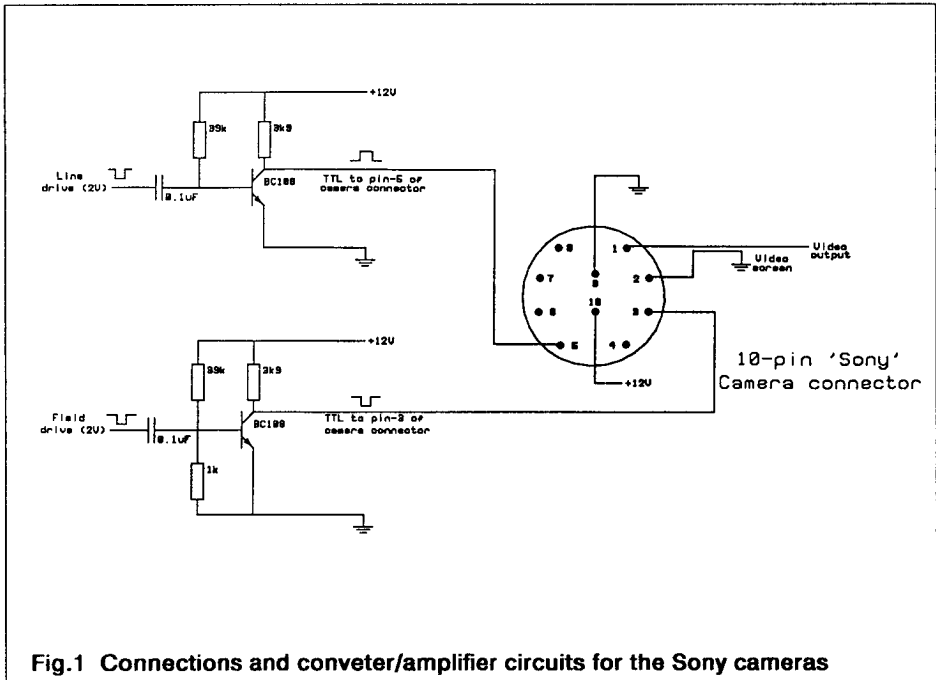 +12V
39k
3k9
Line
drive (2V)
0.1uF
BC108
TTL to pin-5 of
camera connector
+12V
39k
3k9
Field
drive (2V)
0.1uF
BC108
TTL to pin-3 of
camera connector
1k
8
1
Video
output
7
9
2
Video
screen
6
10
3
5
4
+12V
10-pin 'Sony'
Camera connector
Fig.1 Connections and conveter/amplifier circuits for the Sony cameras